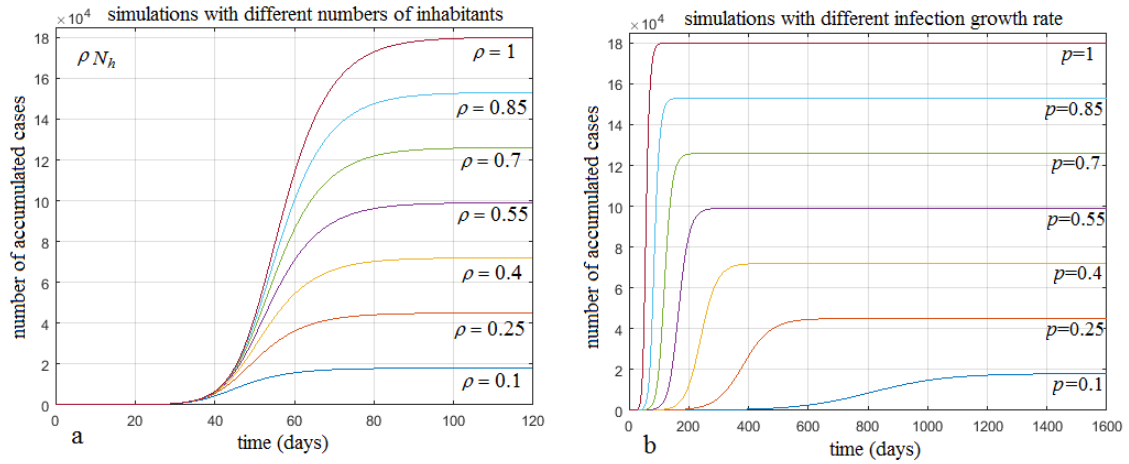 simulations with different numbers of inhabitants
×10⁴
number of accumulated cases
18
16
14
12
10
8
6
4
2
0
ρ N_h
ρ = 1
ρ = 0.85
ρ = 0.7
ρ = 0.55
ρ = 0.4
ρ = 0.25
ρ = 0.1
0 20 40 60 80 100 120
a
time (days)
simulations with different infection growth rate
×10⁴
number of accumulated cases
18
16
14
12
10
8
6
4
2
0
p=1
p=0.85
p=0.7
p=0.55
p=0.4
p=0.25
p=0.1
0 200 400 600 800 1000 1200 1400 1600
b
time (days)